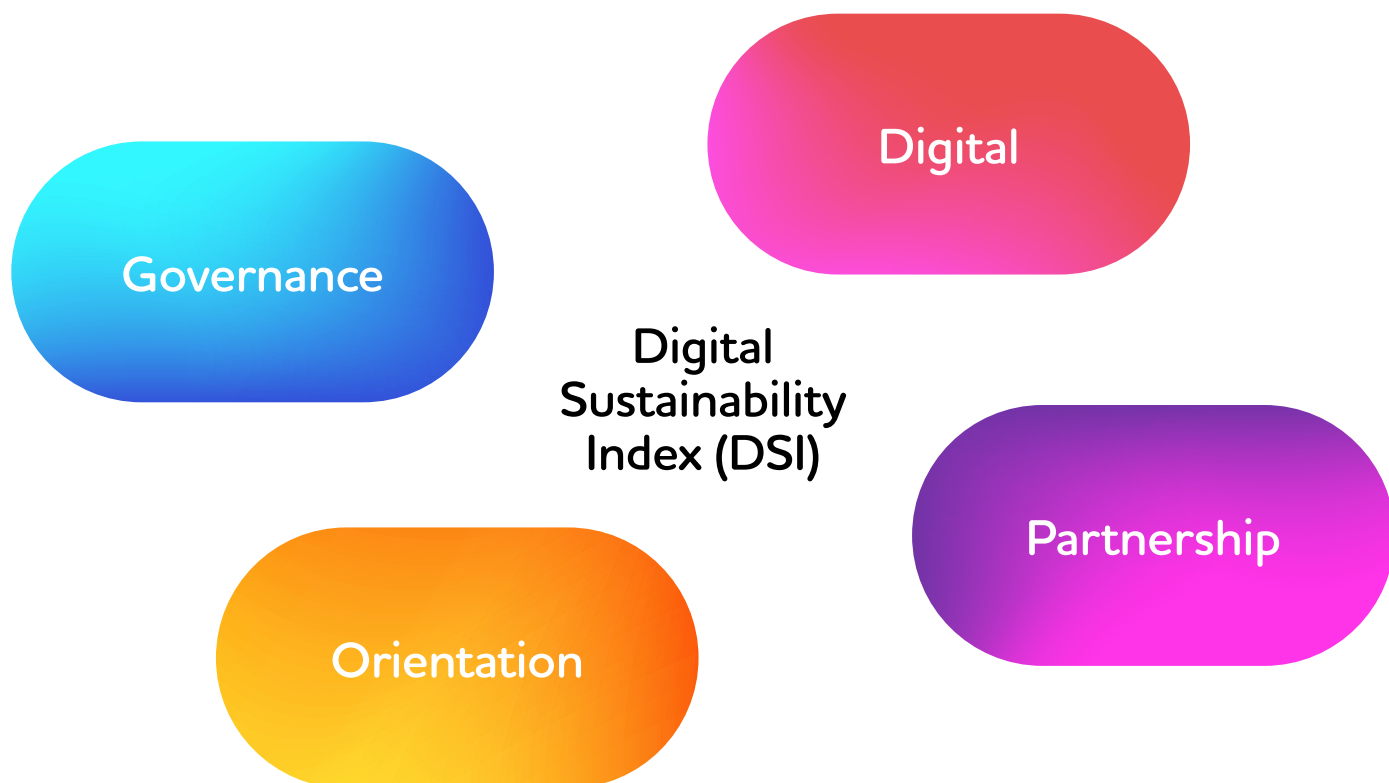 Digital
Governance
Digital
Sustainability
Index (DSI)
Partnership
Orientation